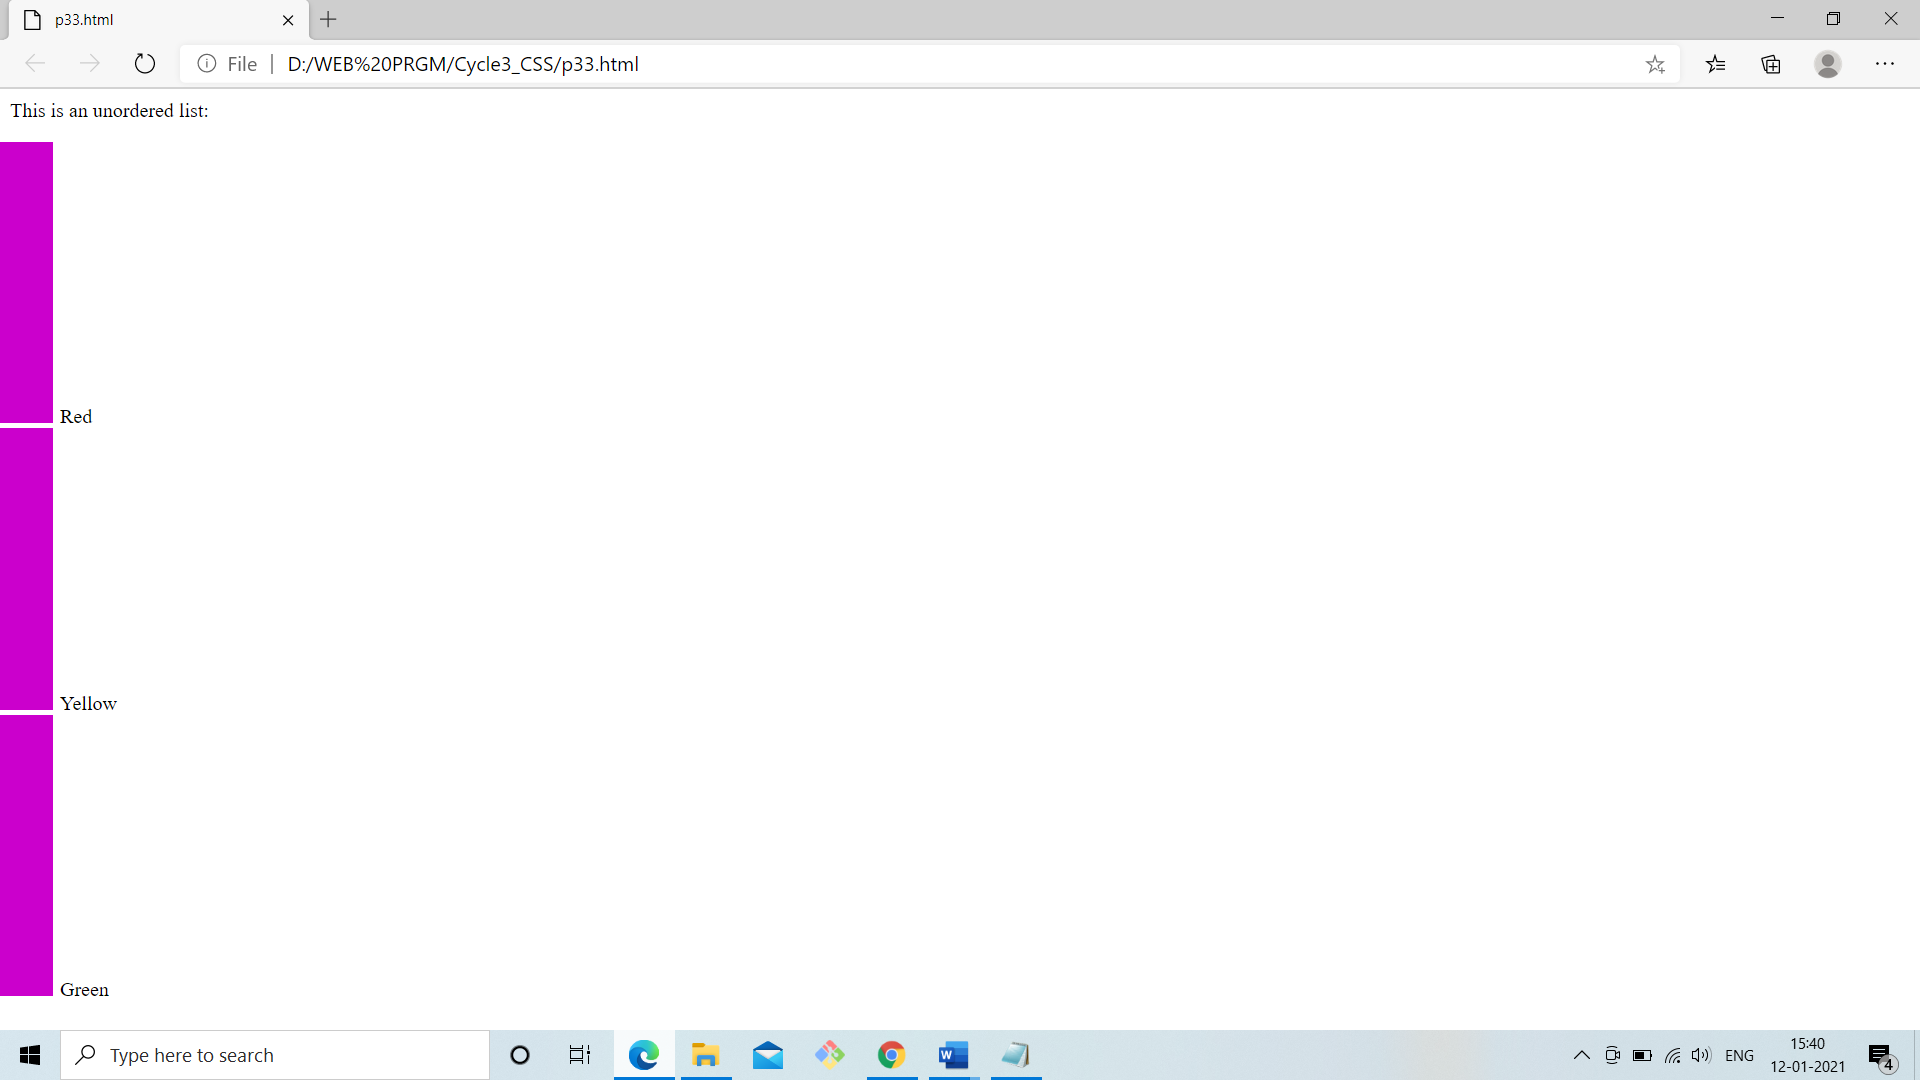 p33.html
File | D:/WEB%20PRGM/Cycle3_CSS/p33.html
This is an unordered list:
Red
Yellow
Green
Type here to search
W
ENG
15:40
12-01-2021
4